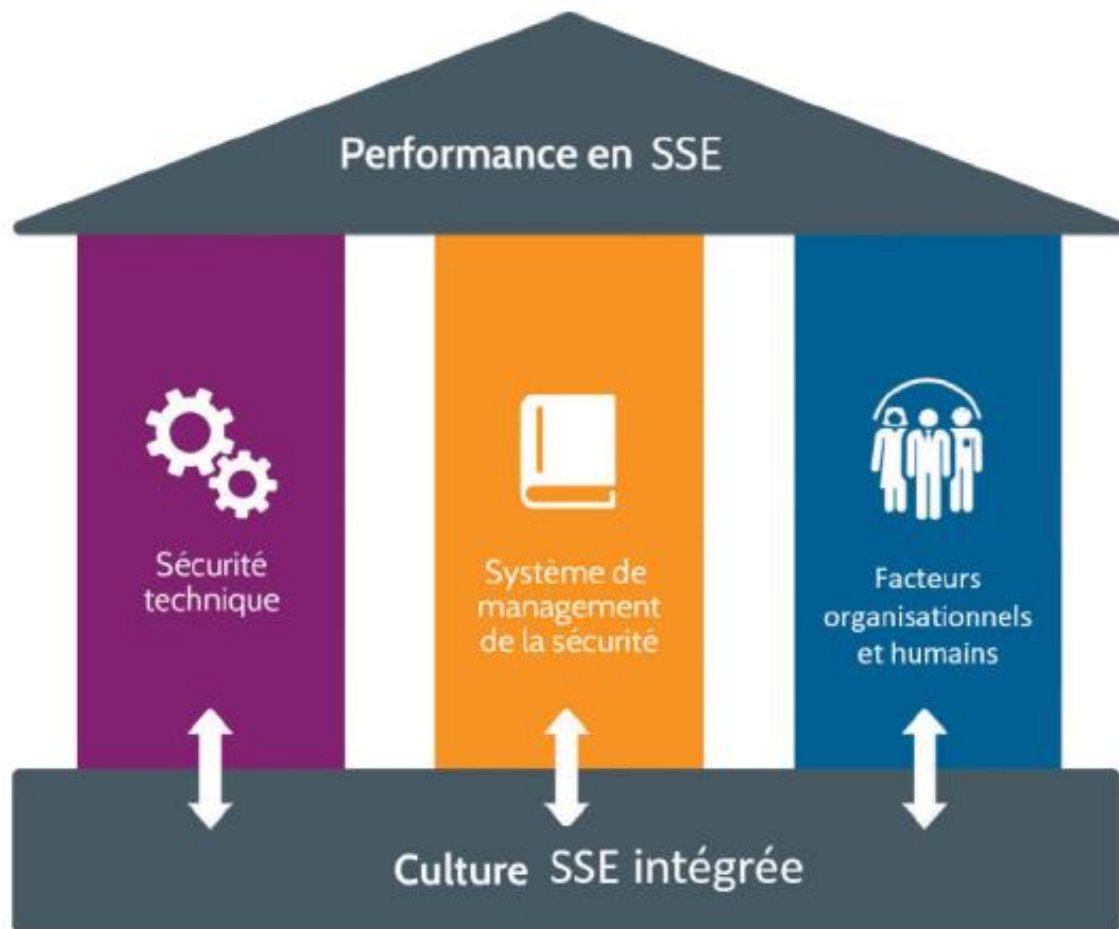 Performance en SSE
Sécurité
technique
Système de
management
de la sécurité
Facteurs
organisationnels
et humains
Culture SSE intégrée